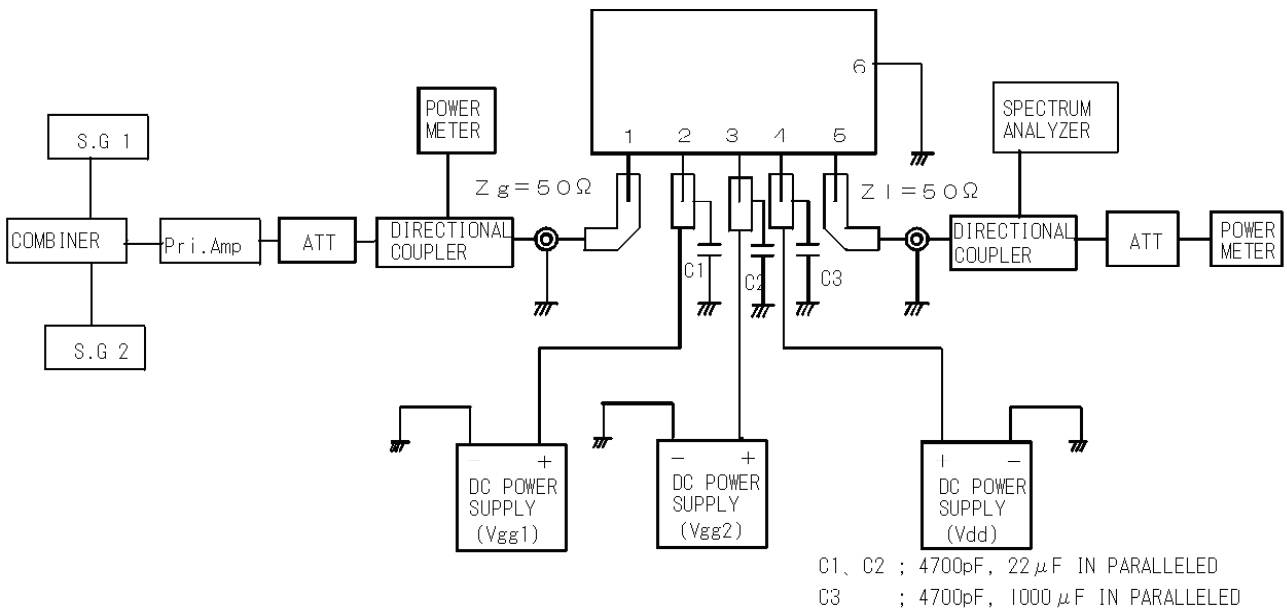 S.G 1
POWER
METER
6
SPECTRUM
ANALYZER
1 2 3 4 5
Zg=50Ω
Zl=50Ω
COMBINER
Pri.Amp
ATT
DIRECTIONAL
COUPLER
DIRECTIONAL
COUPLER
ATT
POWER
METER
C1
C2
C3
S.G 2
- +
DC POWER
SUPPLY
(Vgg1)
- +
DC POWER
SUPPLY
(Vgg2)
+ -
DC POWER
SUPPLY
(Vdd)
C1、C2 ; 4700pF, 22μF IN PARALLELED
C3 ; 4700pF, 1000μF IN PARALLELED